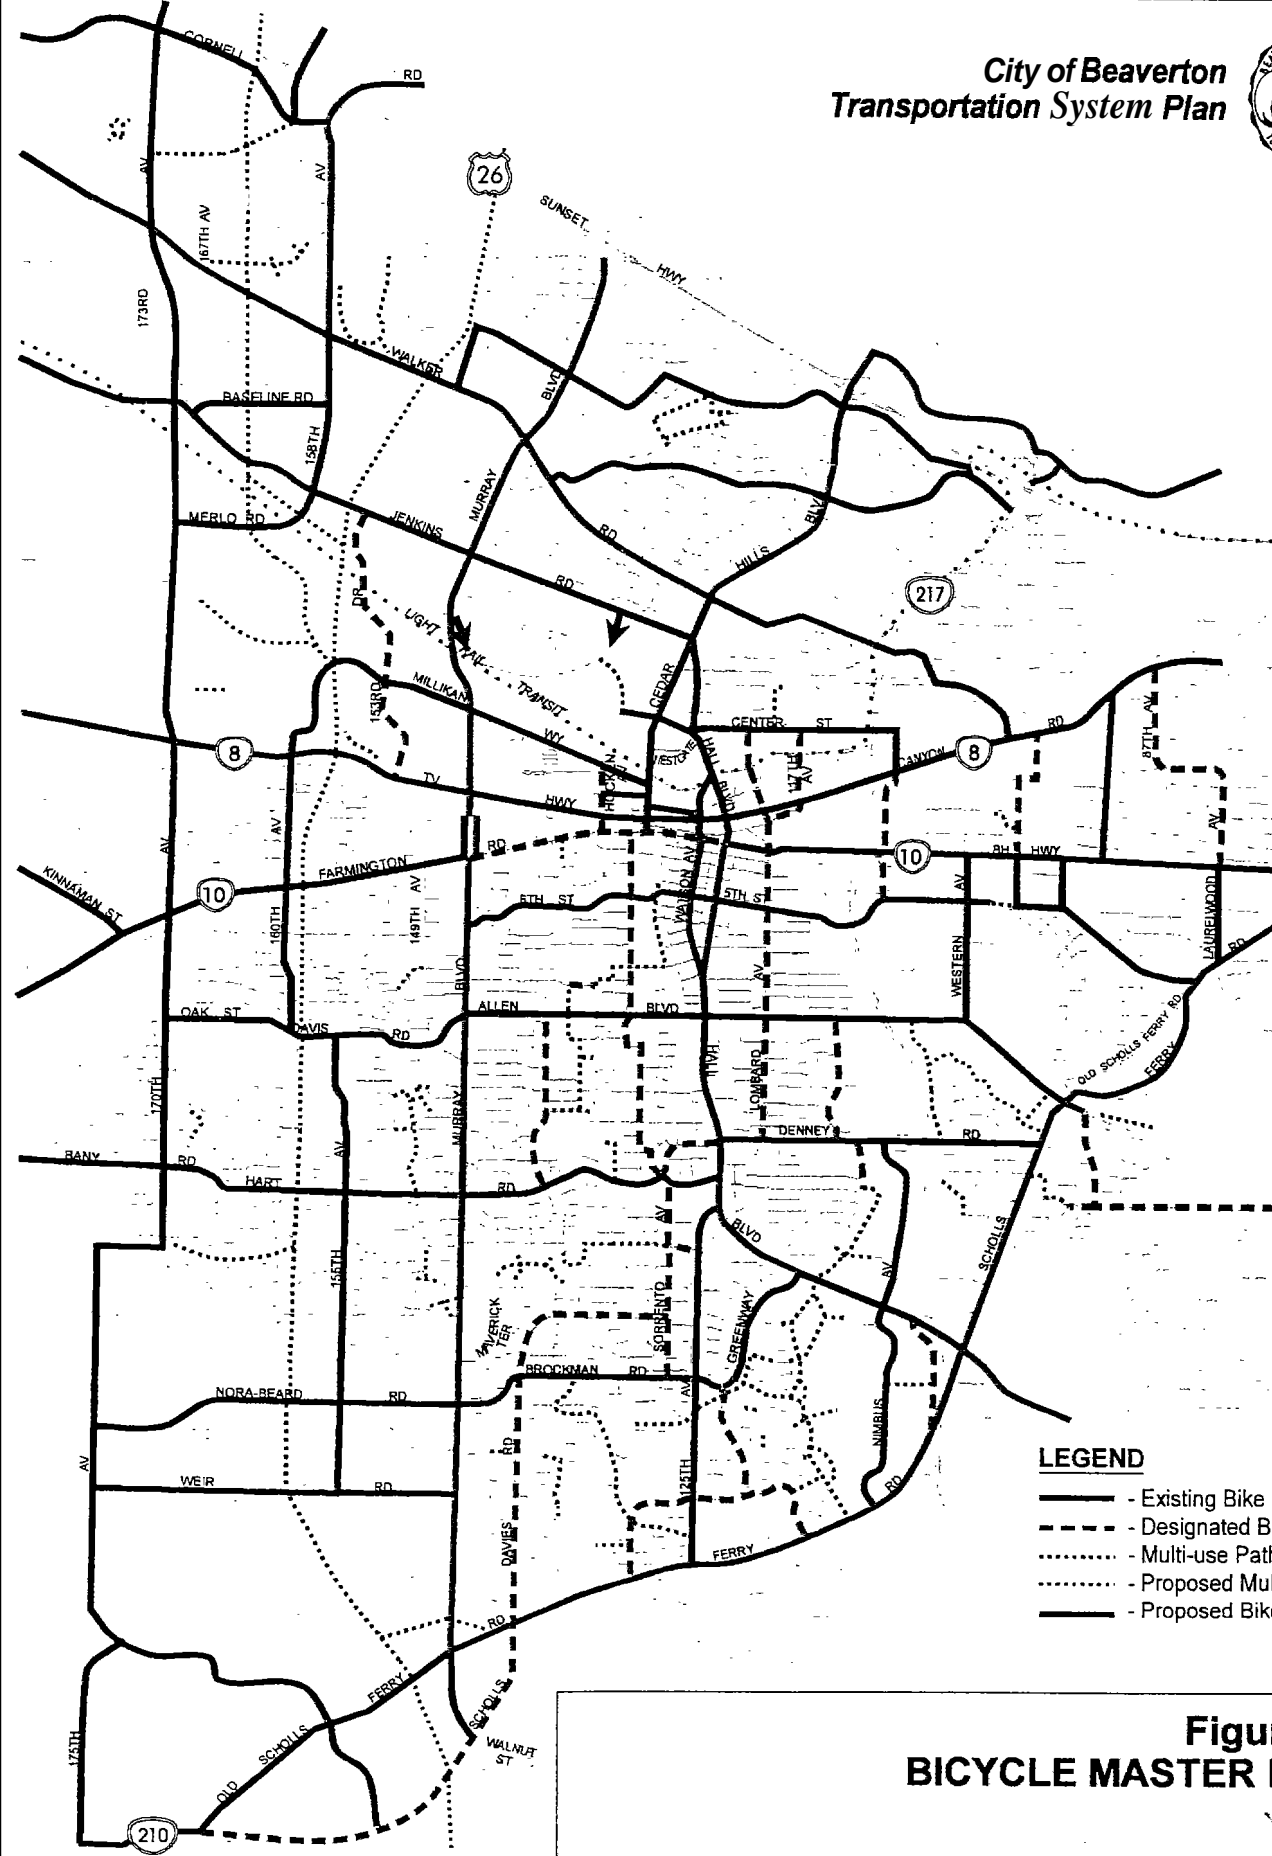 City of Beaverton
Transportation System Plan
CORNELL
RD
AV
AV
26
167TH AV
SUNSET
HWY
173RD
WALKER
BLVD
BASELINE RD
158TH
MURRAY
MERLO RD
JENKINS
RD
BLVD
HILLS
RD
217
DR
LIGHT
RAIL
TRANSIT
CEDAR
153RD
MILLIKAN
WY
CENTER ST
HALL
BLVD
117TH
AV
CANYON
RD
8
8
87TH AV
TV
HWY
AV
FARMINGTON
RD
10
BH HWY
AV
KINNAMAN ST
10
160TH
149TH AV
5TH ST
WATSON AV
AV
WESTERN
LAURELWOOD
RD
AV
OAK ST
DAVIS
RD
BLVD
ALLEN
BLVD
AV
OLD SCHOLLS FERRY RD
FERRY
170TH
MURRAY
HALL
LOMBARD
DENNEY
RD
BANY
RD
HART
RD
AV
155TH
AV
BLVD
SCHOLLS
AV
MAVERICK
TER
SORRENTO
GREENWAY
BROCKMAN RD
NORA-BEARD
RD
AV
NIMBUS
AV
WEIR
RD
RD
125TH
RD
DAVIES
FERRY
RD
FERRY
SCHOLLS
OLD
175TH
SCHOLLS
WALNUT
ST
210
LEGEND
- Existing Bike
- Designated B
- Multi-use Path
- Proposed Mul
- Proposed Bike
Figu
BICYCLE MASTER